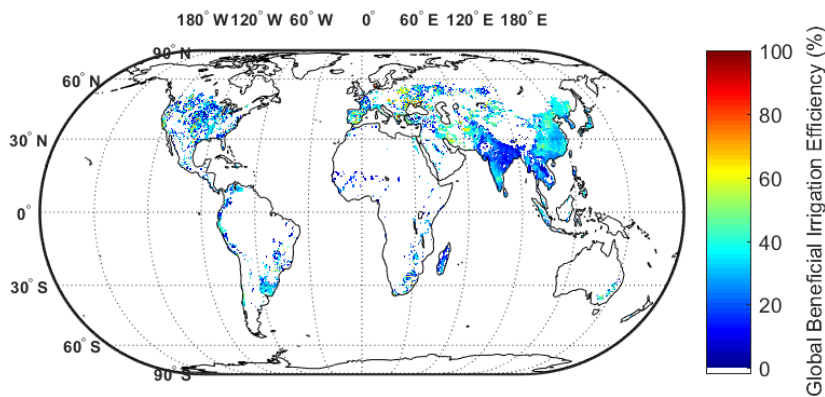 180° W 120° W 60° W 0° 60° E 120° E 180° E
90° N
60° N
30° N
0°
30° S
60° S
90° S
100
80
60
40
20
0
Global Beneficial Irrigation Efficiency (%)